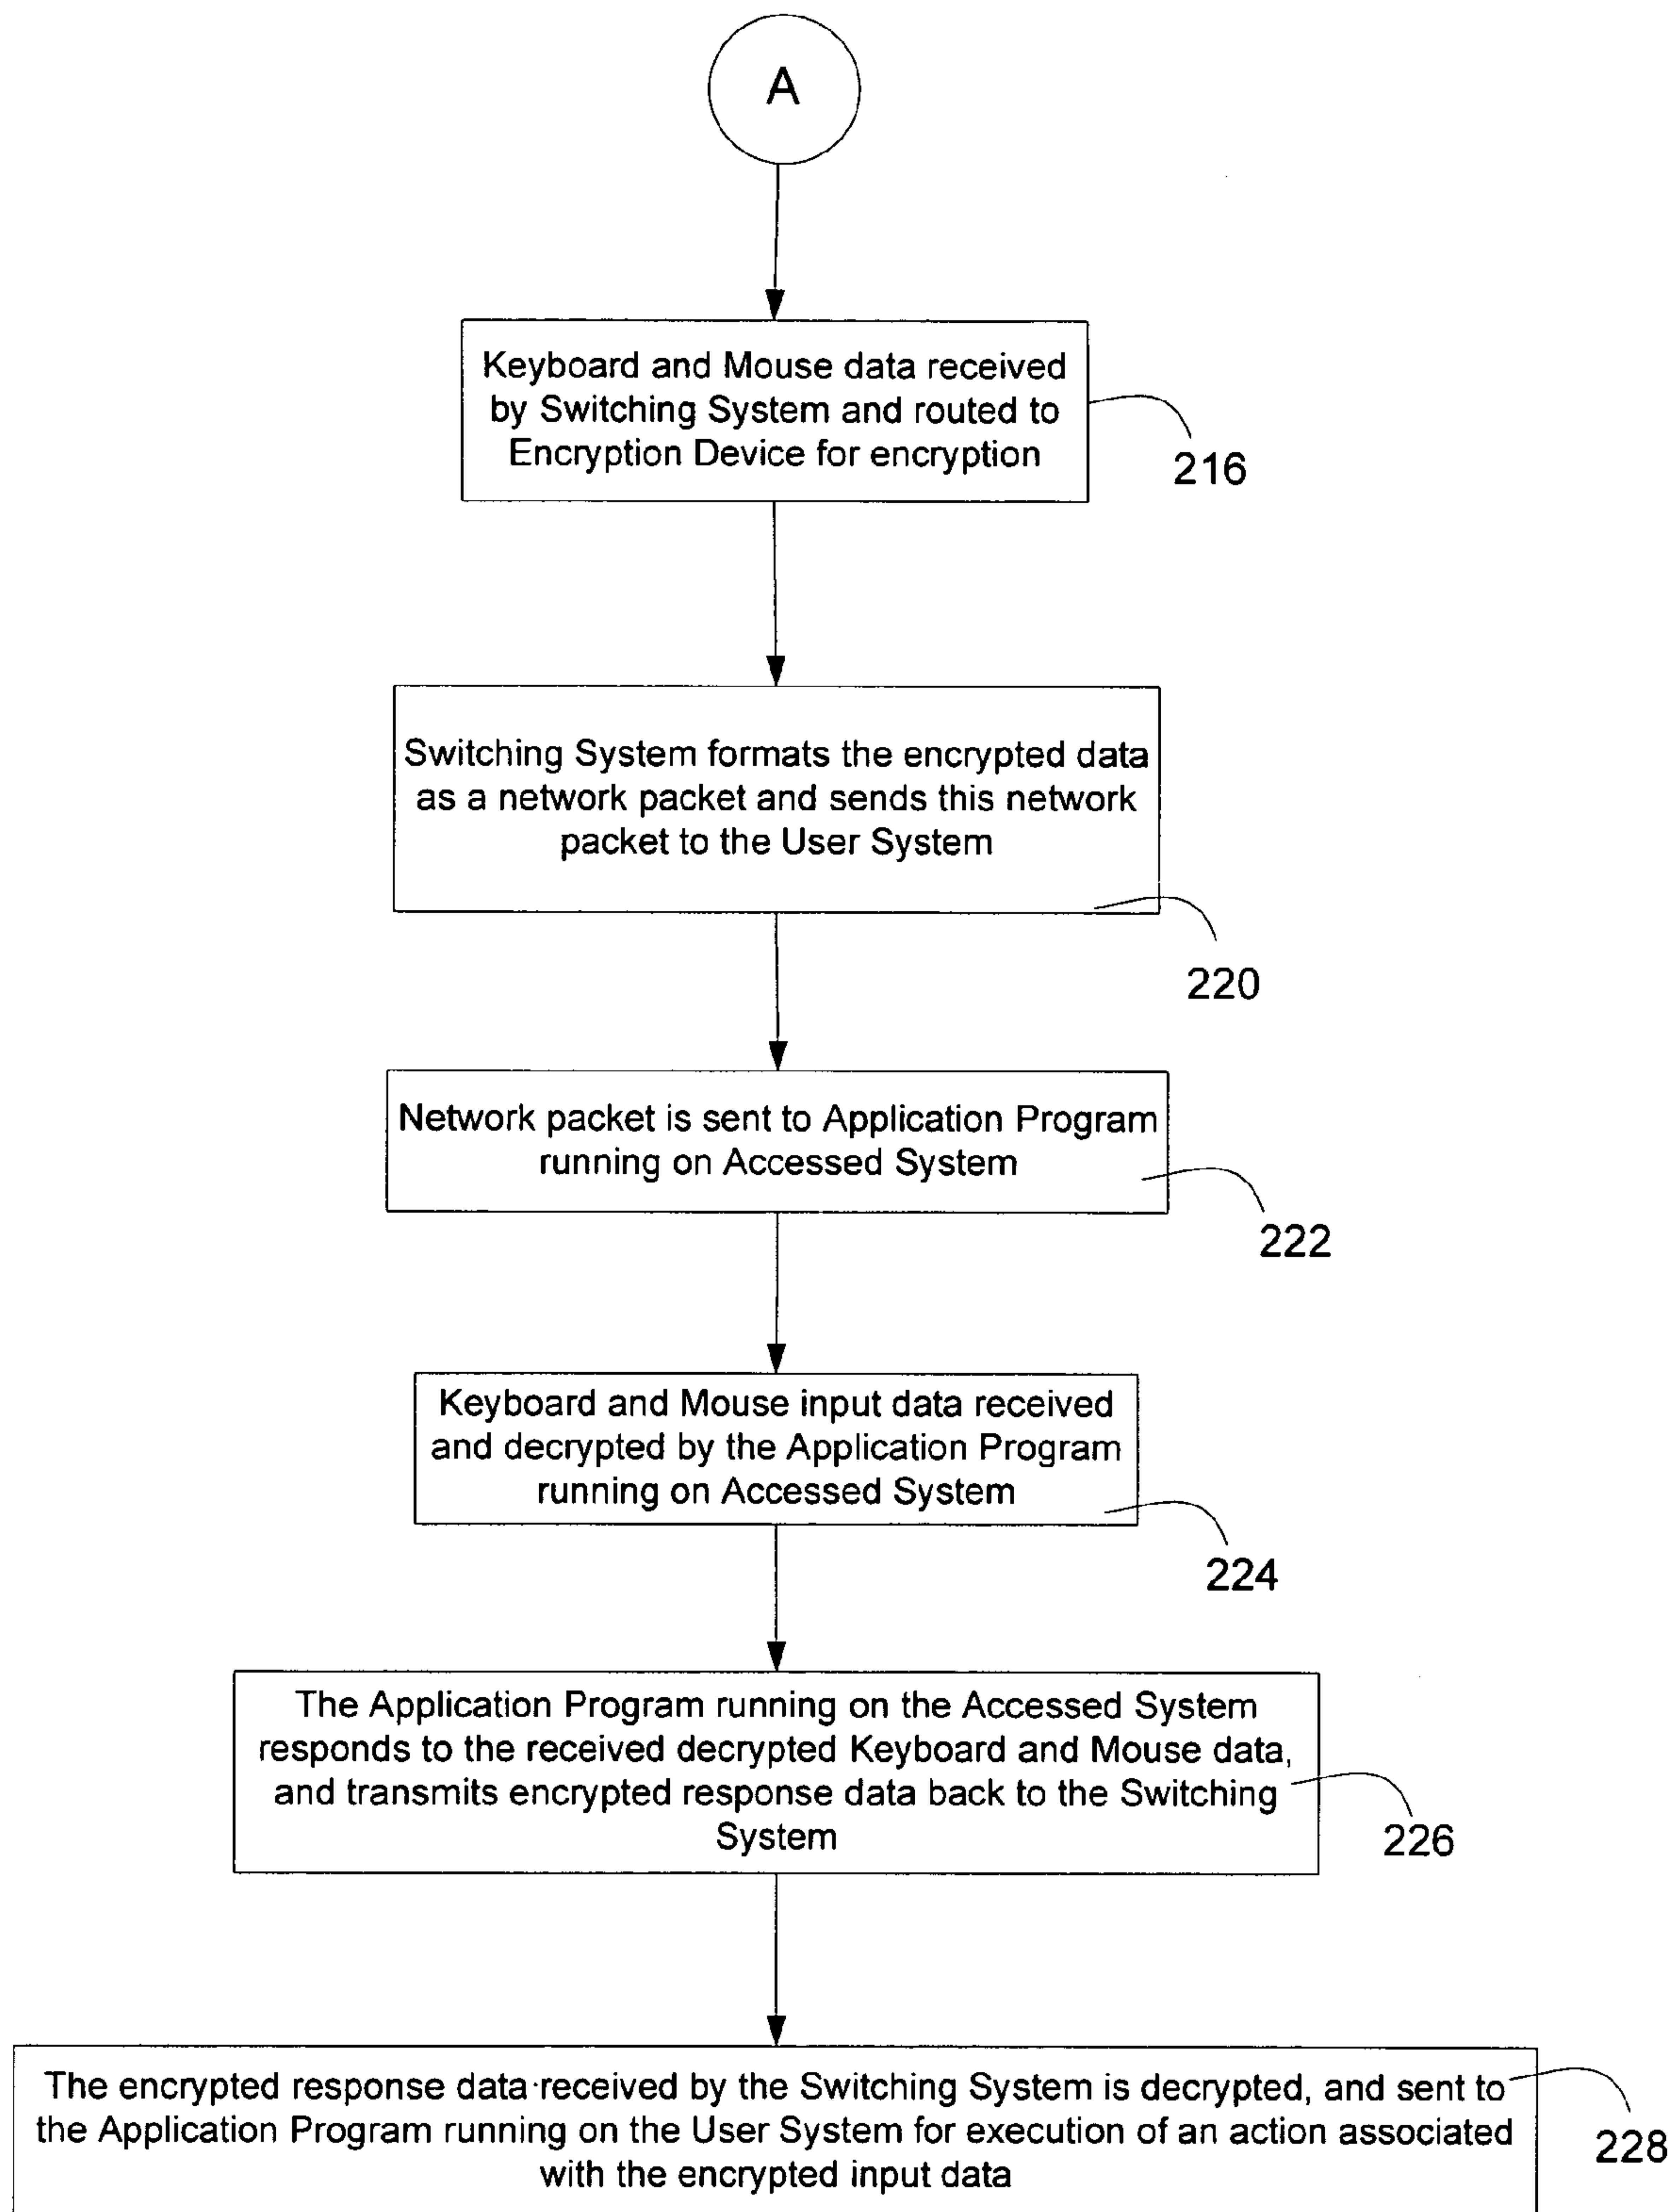 A
Keyboard and Mouse data received
by Switching System and routed to
Encryption Device for encryption
216
Switching System formats the encrypted data
as a network packet and sends this network
packet to the User System
220
Network packet is sent to Application Program
running on Accessed System
222
Keyboard and Mouse input data received
and decrypted by the Application Program
running on Accessed System
224
The Application Program running on the Accessed System
responds to the received decrypted Keyboard and Mouse data,
and transmits encrypted response data back to the Switching
System
226
The encrypted response data received by the Switching System is decrypted, and sent to
the Application Program running on the User System for execution of an action associated
with the encrypted input data
228